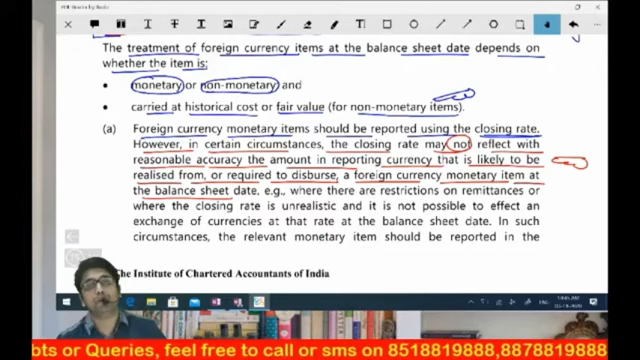 The treatment of foreign currency items at the balance sheet date depends on
whether the item is:
• monetary or non-monetary and
• carried at historical cost or fair value (for non-monetary items).
(a) Foreign currency monetary items should be reported using the closing rate.
However, in certain circumstances, the closing rate may not reflect with
reasonable accuracy the amount in reporting currency that is likely to be
realised from, or required to disburse, a foreign currency monetary item at
the balance sheet date, e.g., where there are restrictions on remittances or
where the closing rate is unrealistic and it is not possible to effect an
exchange of currencies at that rate at the balance sheet date. In such
circumstances, the relevant monetary item should be reported in the
The Institute of Chartered Accountants of India
bts or Queries, feel free to call or sms on 8518819888,8878819888